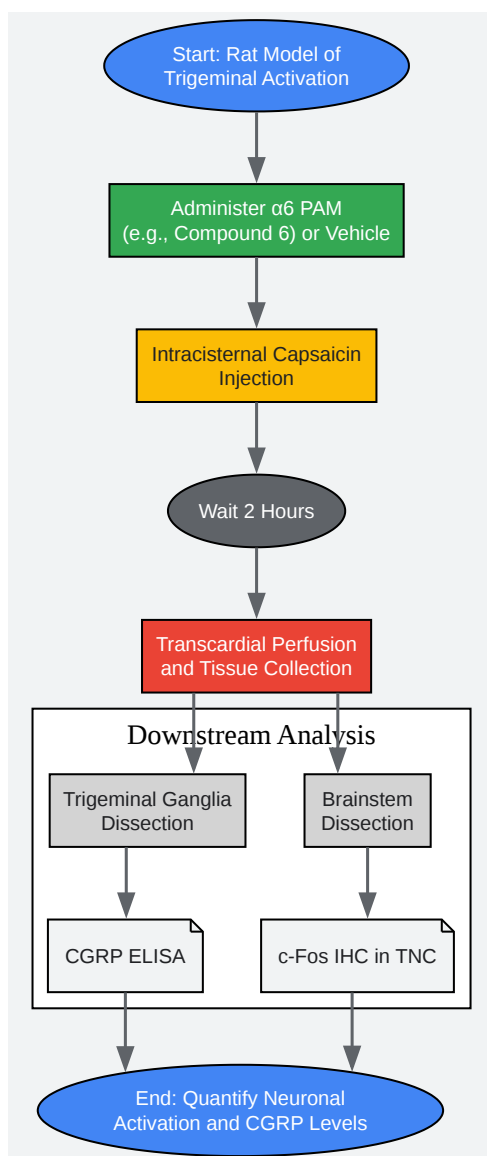 Start: Rat Model of
Trigeminal Activation
Administer α6 PAM
(e.g., Compound 6) or Vehicle
Intracisternal Capsaicin
Injection
Wait 2 Hours
Transcardial Perfusion
and Tissue Collection
Downstream Analysis
Trigeminal Ganglia
Dissection
Brainstem
Dissection
CGRP ELISA
c-Fos IHC in TNC
End: Quantify Neuronal
Activation and CGRP Levels